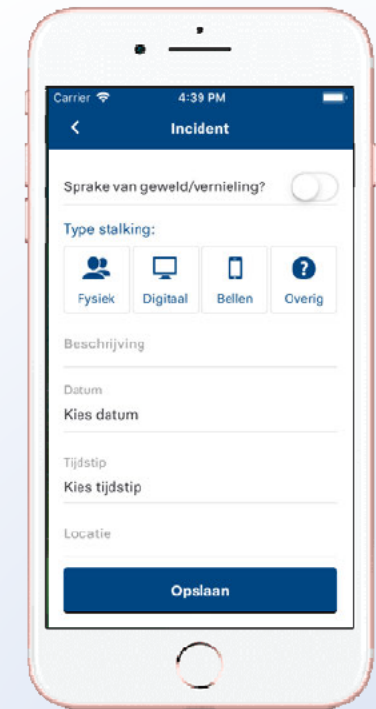 Carrier 4:39 PM
Incident
Sprake van geweld/vernieling?
Type stalking:
Fysiek Digitaal Bellen Overig
Beschrijving
Datum
Kies datum
Tijdstip
Kies tijdstip
Locatie
Opslaan